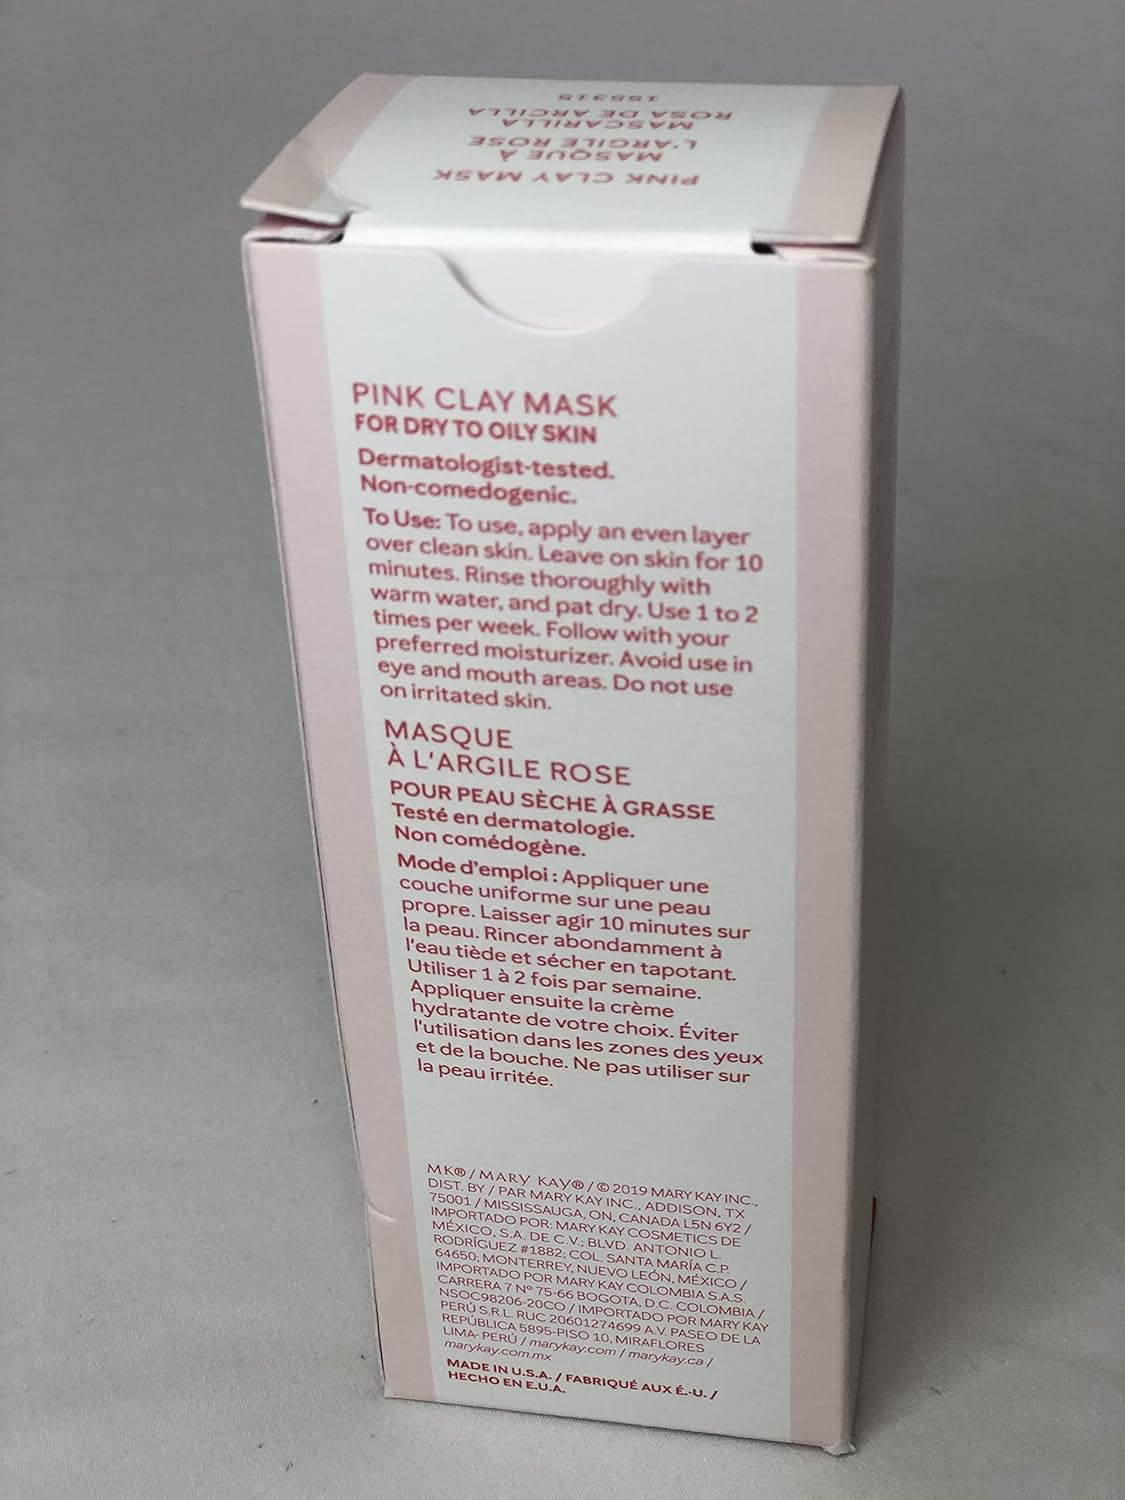 PINK CLAY MASK
MASQUE À
L'ARGILE ROSE
MASCARILLA
ROSA DE ARCILLA
155315
PINK CLAY MASK
FOR DRY TO OILY SKIN
Dermatologist-tested.
Non-comedogenic.
To Use: To use, apply an even layer
over clean skin. Leave on skin for 10
minutes. Rinse thoroughly with
warm water, and pat dry. Use 1 to 2
times per week. Follow with your
preferred moisturizer. Avoid use in
eye and mouth areas. Do not use
on irritated skin.
MASQUE
À L'ARGILE ROSE
POUR PEAU SÈCHE À GRASSE
Testé en dermatologie.
Non comédogène.
Mode d'emploi : Appliquer une
couche uniforme sur une peau
propre. Laisser agir 10 minutes sur
la peau. Rincer abondamment à
l'eau tiède et sécher en tapotant.
Utiliser 1 à 2 fois par semaine.
Appliquer ensuite la crème
hydratante de votre choix. Éviter
l'utilisation dans les zones des yeux
et de la bouche. Ne pas utiliser sur
la peau irritée.
MK® / MARY KAY® / © 2019 MARY KAY INC.,
DIST. BY / PAR MARY KAY INC., ADDISON, TX
75001 / MISSISSAUGA, ON, CANADA L5N 6Y2 /
IMPORTADO POR: MARY KAY COSMETICS DE
MÉXICO, S.A. DE C.V.; BLVD. ANTONIO L.
RODRÍGUEZ #1882; COL. SANTA MARÍA C.P.
64650; MONTERREY, NUEVO LEÓN, MÉXICO /
IMPORTADO POR MARY KAY COLOMBIA S.A.S.
CARRERA 7 Nº 75-66 BOGOTA, D.C. COLOMBIA /
NSOC98206-20CO / IMPORTADO POR MARY KAY
PERÚ S.R.L. RUC 20601274699 A.V. PASEO DE LA
REPÚBLICA 5895-PISO 10, MIRAFLORES
LIMA- PERÚ / marykay.com / marykay.ca /
marykay.com.mx
MADE IN U.S.A. / FABRIQUÉ AUX É.-U. /
HECHO EN E.U.A.